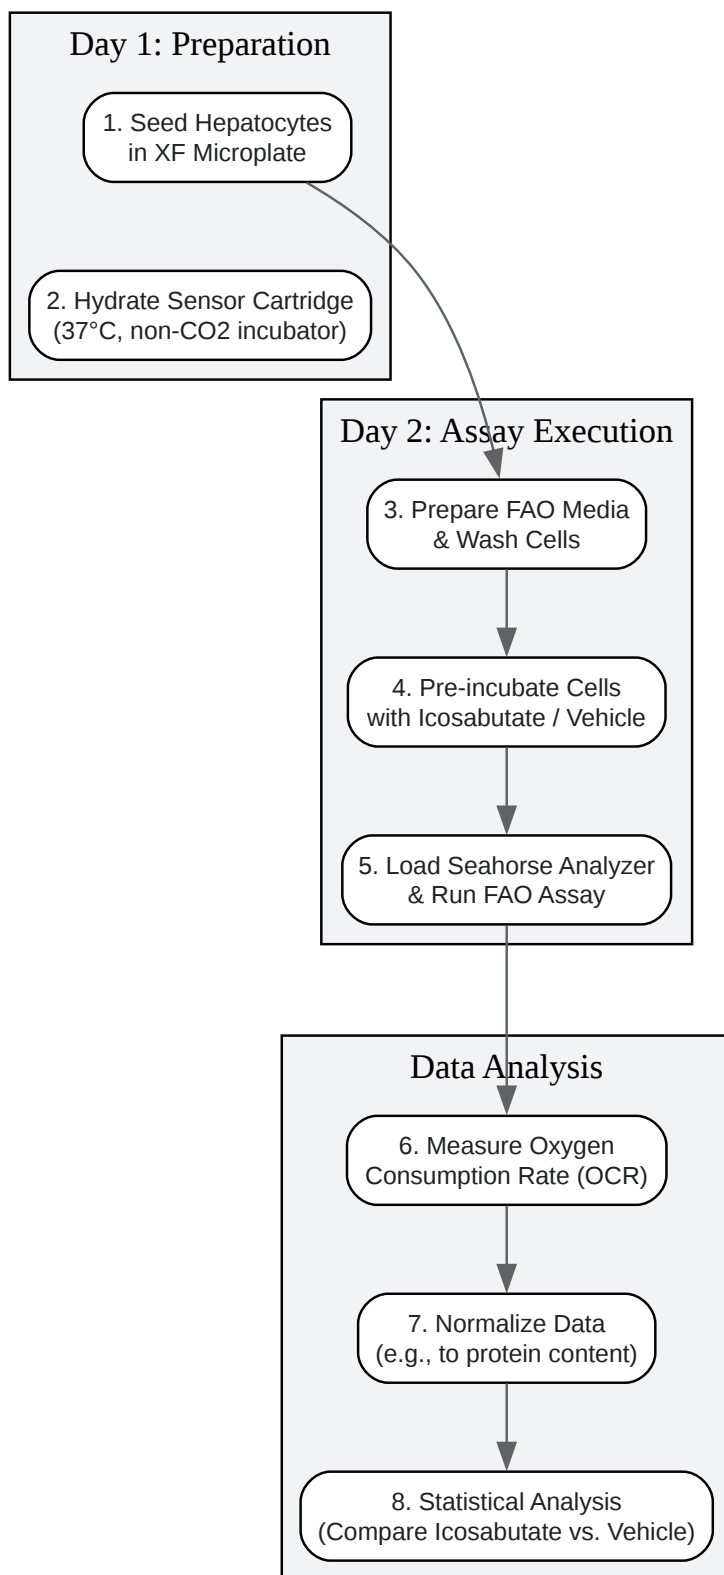 Day 1: Preparation
1. Seed Hepatocytes
in XF Microplate
2. Hydrate Sensor Cartridge
(37°C, non-CO2 incubator)
Day 2: Assay Execution
3. Prepare FAO Media
& Wash Cells
4. Pre-incubate Cells
with Icosabutate / Vehicle
5. Load Seahorse Analyzer
& Run FAO Assay
Data Analysis
6. Measure Oxygen
Consumption Rate (OCR)
7. Normalize Data
(e.g., to protein content)
8. Statistical Analysis
(Compare Icosabutate vs. Vehicle)